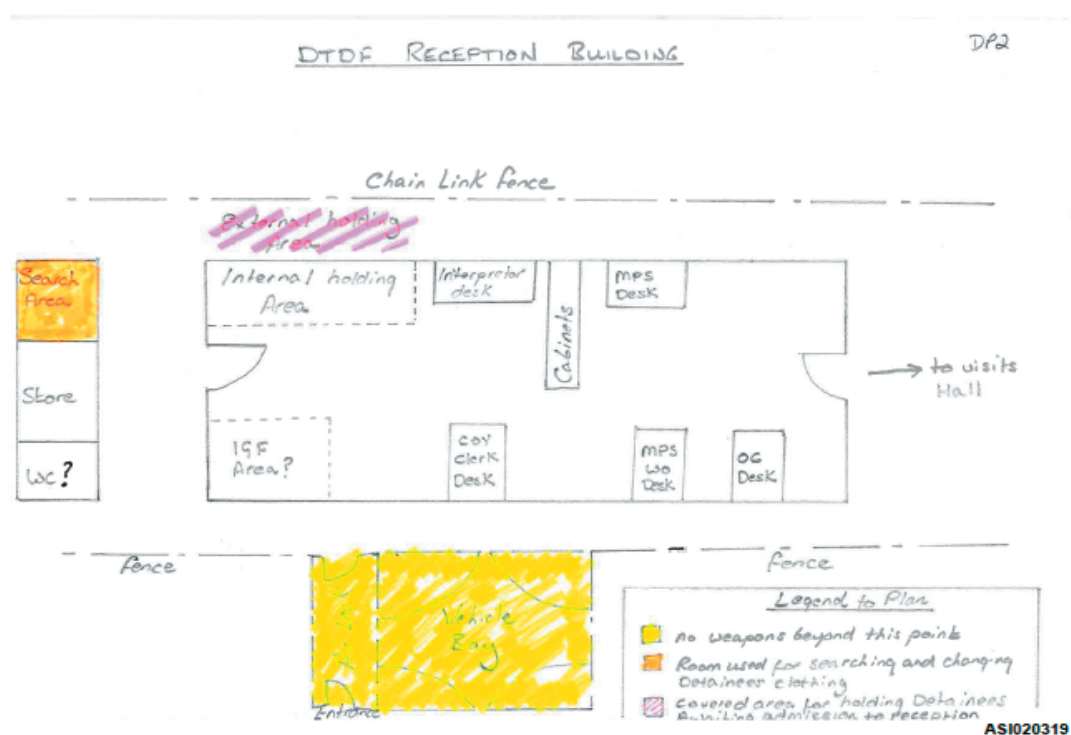 DTDF RECEPTION BUILDING
DP2
Chain Link fence
External holding
Area
Search
Area
Store
WC?
Internal holding
Area
Interpretor
desk
Cabinets
MPS
Desk
to visits
Hall
IGF
Area?
COY
Clerk
Desk
MPS
WO
Desk
OC
Desk
fence
fence
Vehicle
Bay
Entrance
Legend to Plan
no weapons beyond this point
Room used for searching and changing
Detainees clothing
Covered area for holding Detainees
Awaiting admission to reception
ASI020319